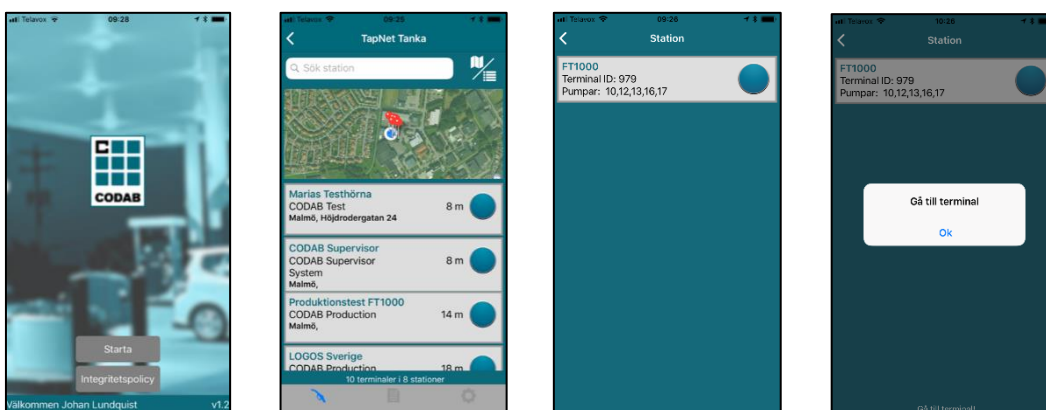 Telavox
09:28
CODAB
Starta
Integritetspolicy
Välkommen Johan Lundquist
v1.2
Telavox
09:25
TapNet Tanka
Sök station
Marias Testhörna
CODAB Test
8 m
Malmö, Höjdrodergatan 24
CODAB Supervisor
CODAB Supervisor
8 m
System
Malmö,
Produktionstest FT1000
CODAB Production
14 m
Malmö,
LOGOS Sverige
CODAB Production
18 m
10 terminaler i 8 stationer
Telavox
09:26
Station
FT1000
Terminal ID: 979
Pumpar: 10,12,13,16,17
Telavox
10:26
Station
FT1000
Terminal ID: 979
Pumpar: 10,12,13,16,17
Gå till terminal
Ok
Gå till terminal!